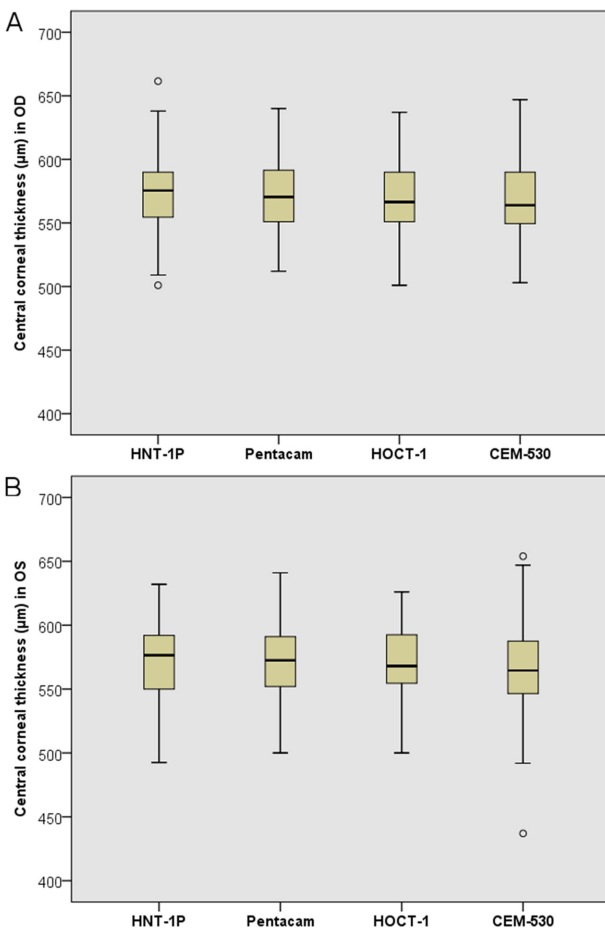 A
Central corneal thickness (µm) in OD
700
650
600
550
500
450
400
HNT-1P Pentacam HOCT-1 CEM-530
B
Central corneal thickness (µm) in OS
700
650
600
550
500
450
400
HNT-1P Pentacam HOCT-1 CEM-530